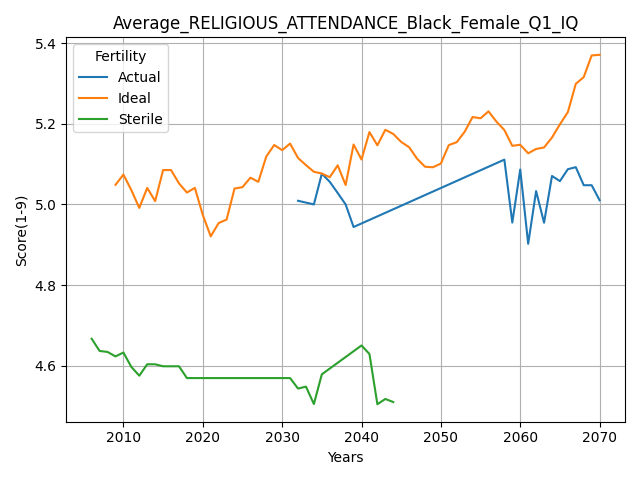 Average_RELIGIOUS_ATTENDANCE_Black_Female_Q1_IQ
Fertility
Actual
Ideal
Sterile
Score(1-9)
5.4
5.2
5.0
4.8
4.6
2010 2020 2030 2040 2050 2060 2070
Years